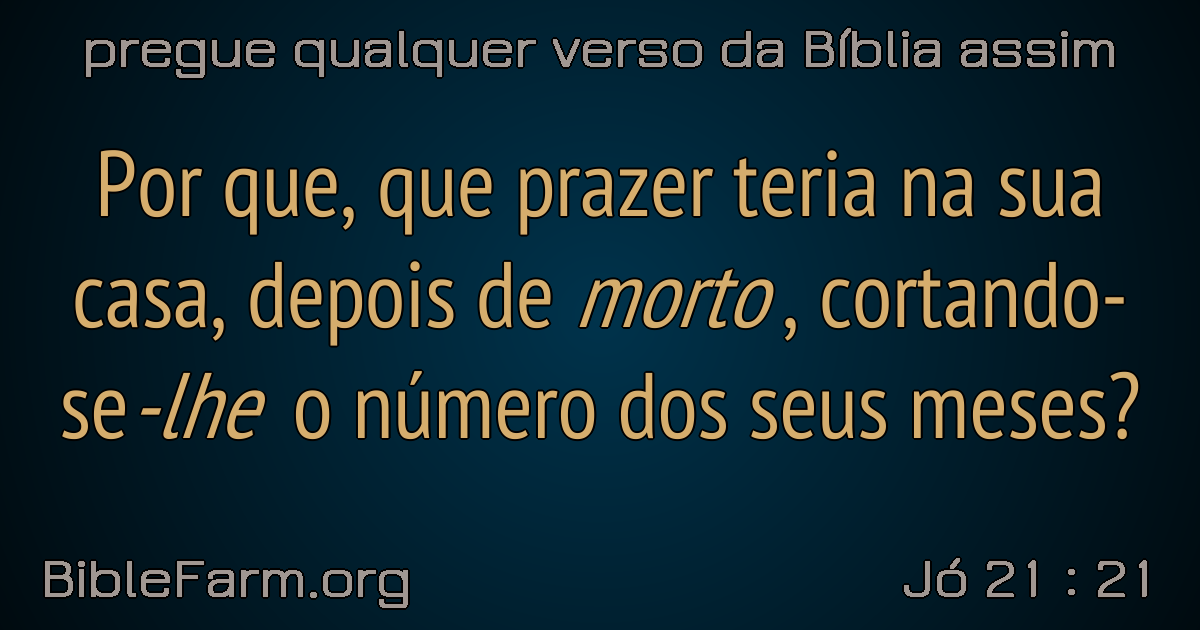 pregue qualquer verso da Bíblia assim
Por que, que prazer teria na sua
casa, depois de morto, cortando-
se-lhe o número dos seus meses?
BibleFarm.org
Jó 21 : 21